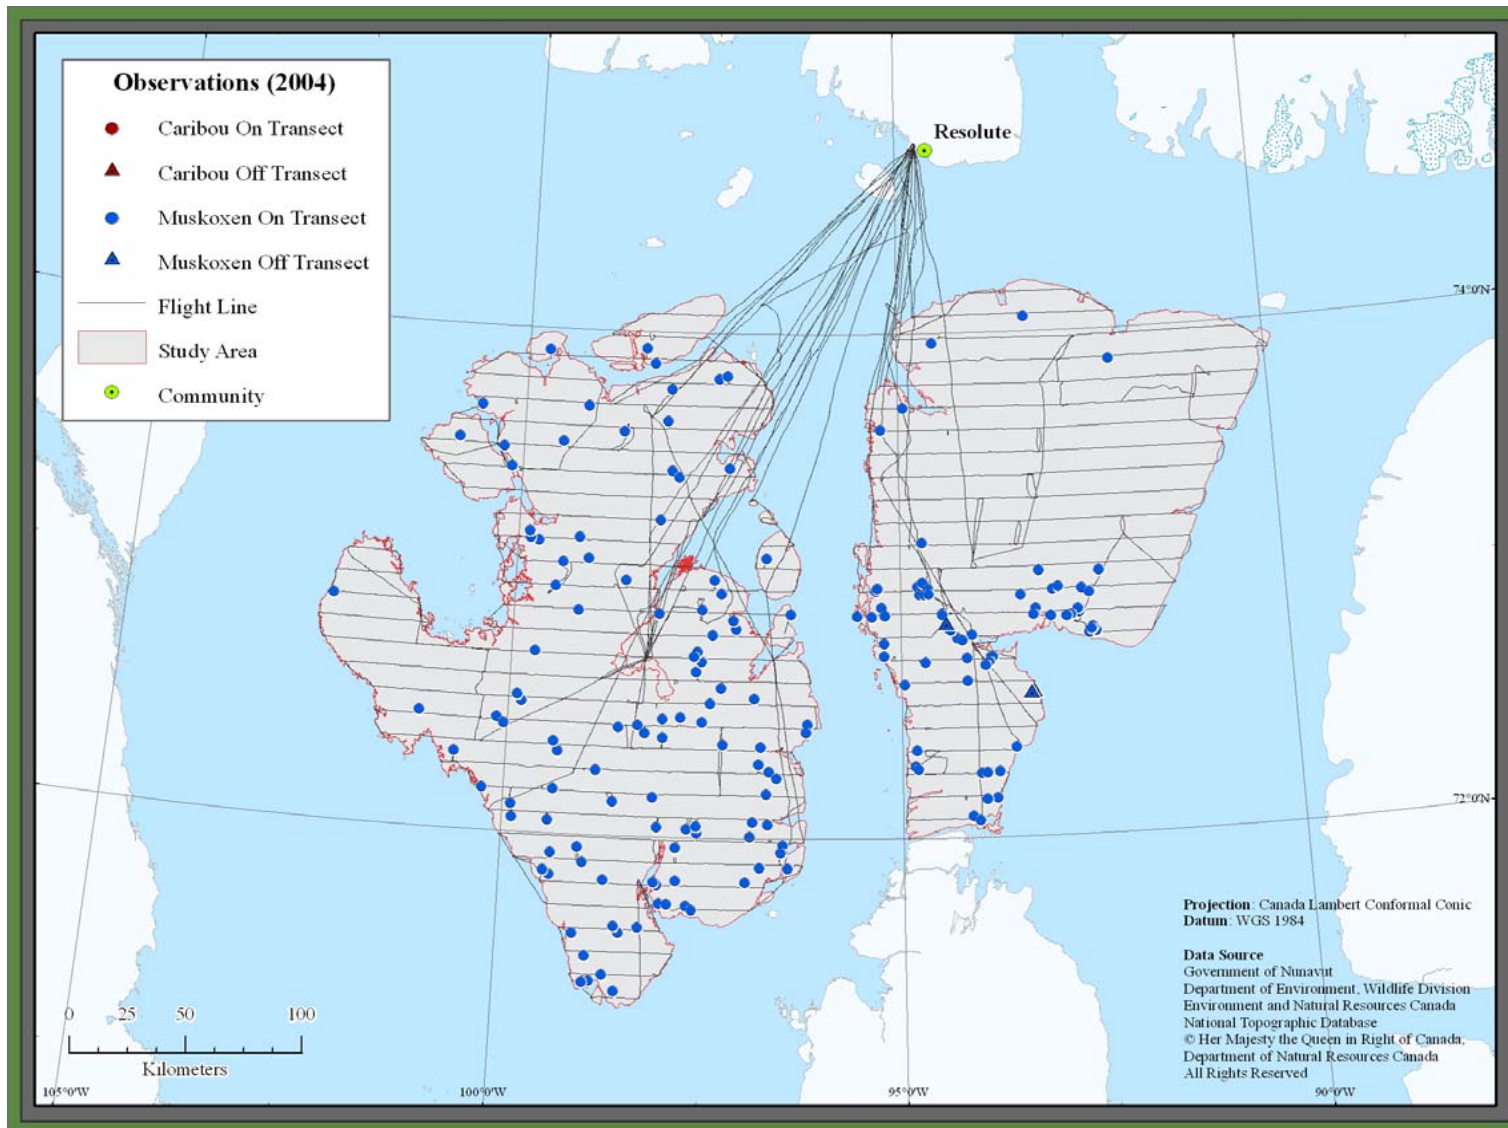 Observations (2004)
Caribou On Transect
Caribou Off Transect
Muskoxen On Transect
Muskoxen Off Transect
Flight Line
Study Area
Community
Resolute
74°0'N
72°0'N
Projection: Canada Lambert Conformal Conic
Datum: WGS 1984
Data Source
Government of Nunavut
Department of Environment, Wildlife Division
Environment and Natural Resources Canada
National Topographic Database
© Her Majesty the Queen in Right of Canada,
Department of Natural Resources Canada
All Rights Reserved
0 25 50 100
Kilometers
105°0'W 100°0'W 95°0'W 90°0'W